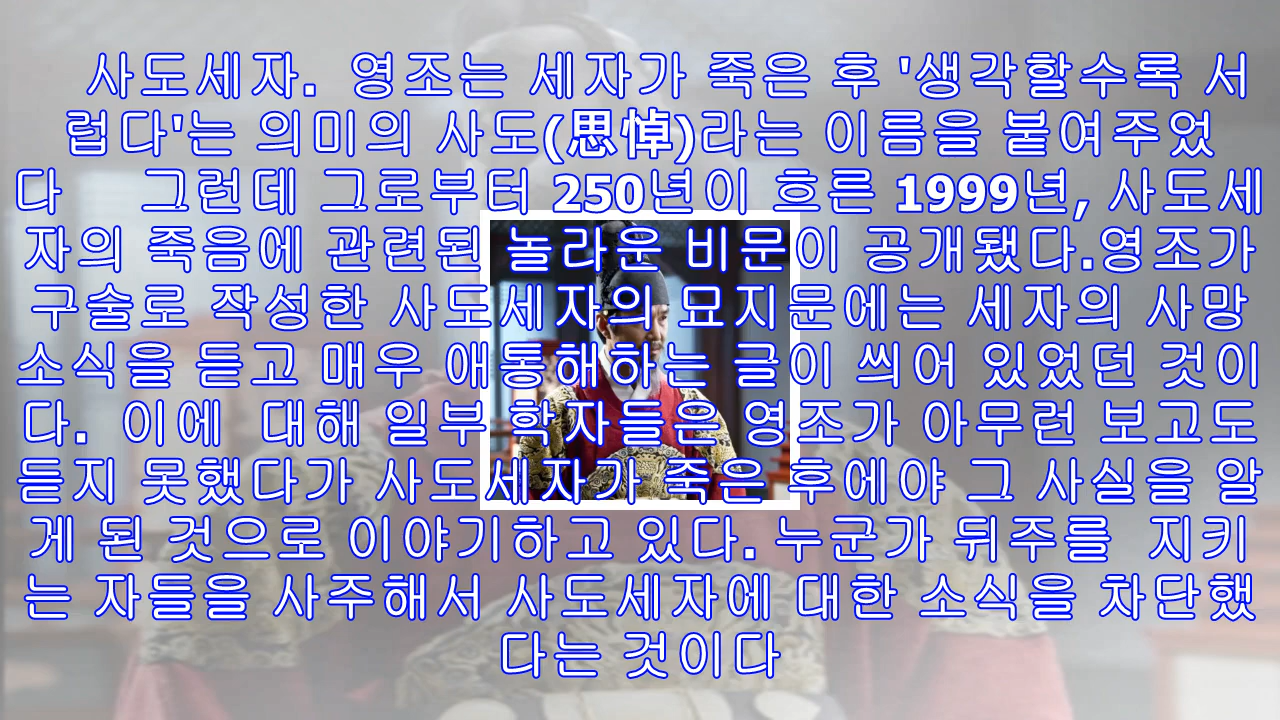 사도세자. 영조는 세자가 죽은 후 '생각할수록 서
럽다'는 의미의 사도(思悼)라는 이름을 붙여주었
다 그런데 그로부터 250년이 흐른 1999년, 사도세
자의 죽음에 관련된 놀라운 비문이 공개됐다.영조가
구술로 작성한 사도세자의 묘지문에는 세자의 사망
소식을 듣고 매우 애통해하는 글이 씌어 있었던 것이
다. 이에 대해 일부 학자들은 영조가 아무런 보고도
듣지 못했다가 사도세자가 죽은 후에야 그 사실을 알
게 된 것으로 이야기하고 있다. 누군가 뒤주를 지키
는 자들을 사주해서 사도세자에 대한 소식을 차단했
다는 것이다